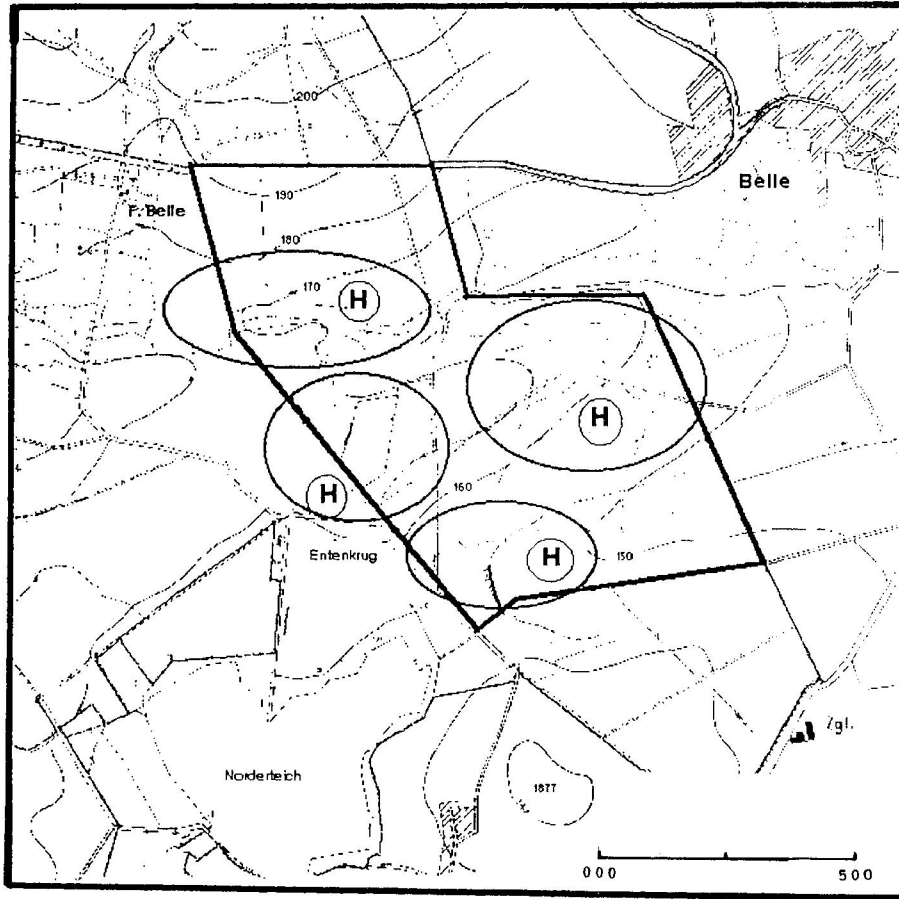 200
Belle
190
F. Belle
180
170
H
H
160
H
Entenkrug
H
150
Zgl.
Norderteich
1877
000 500